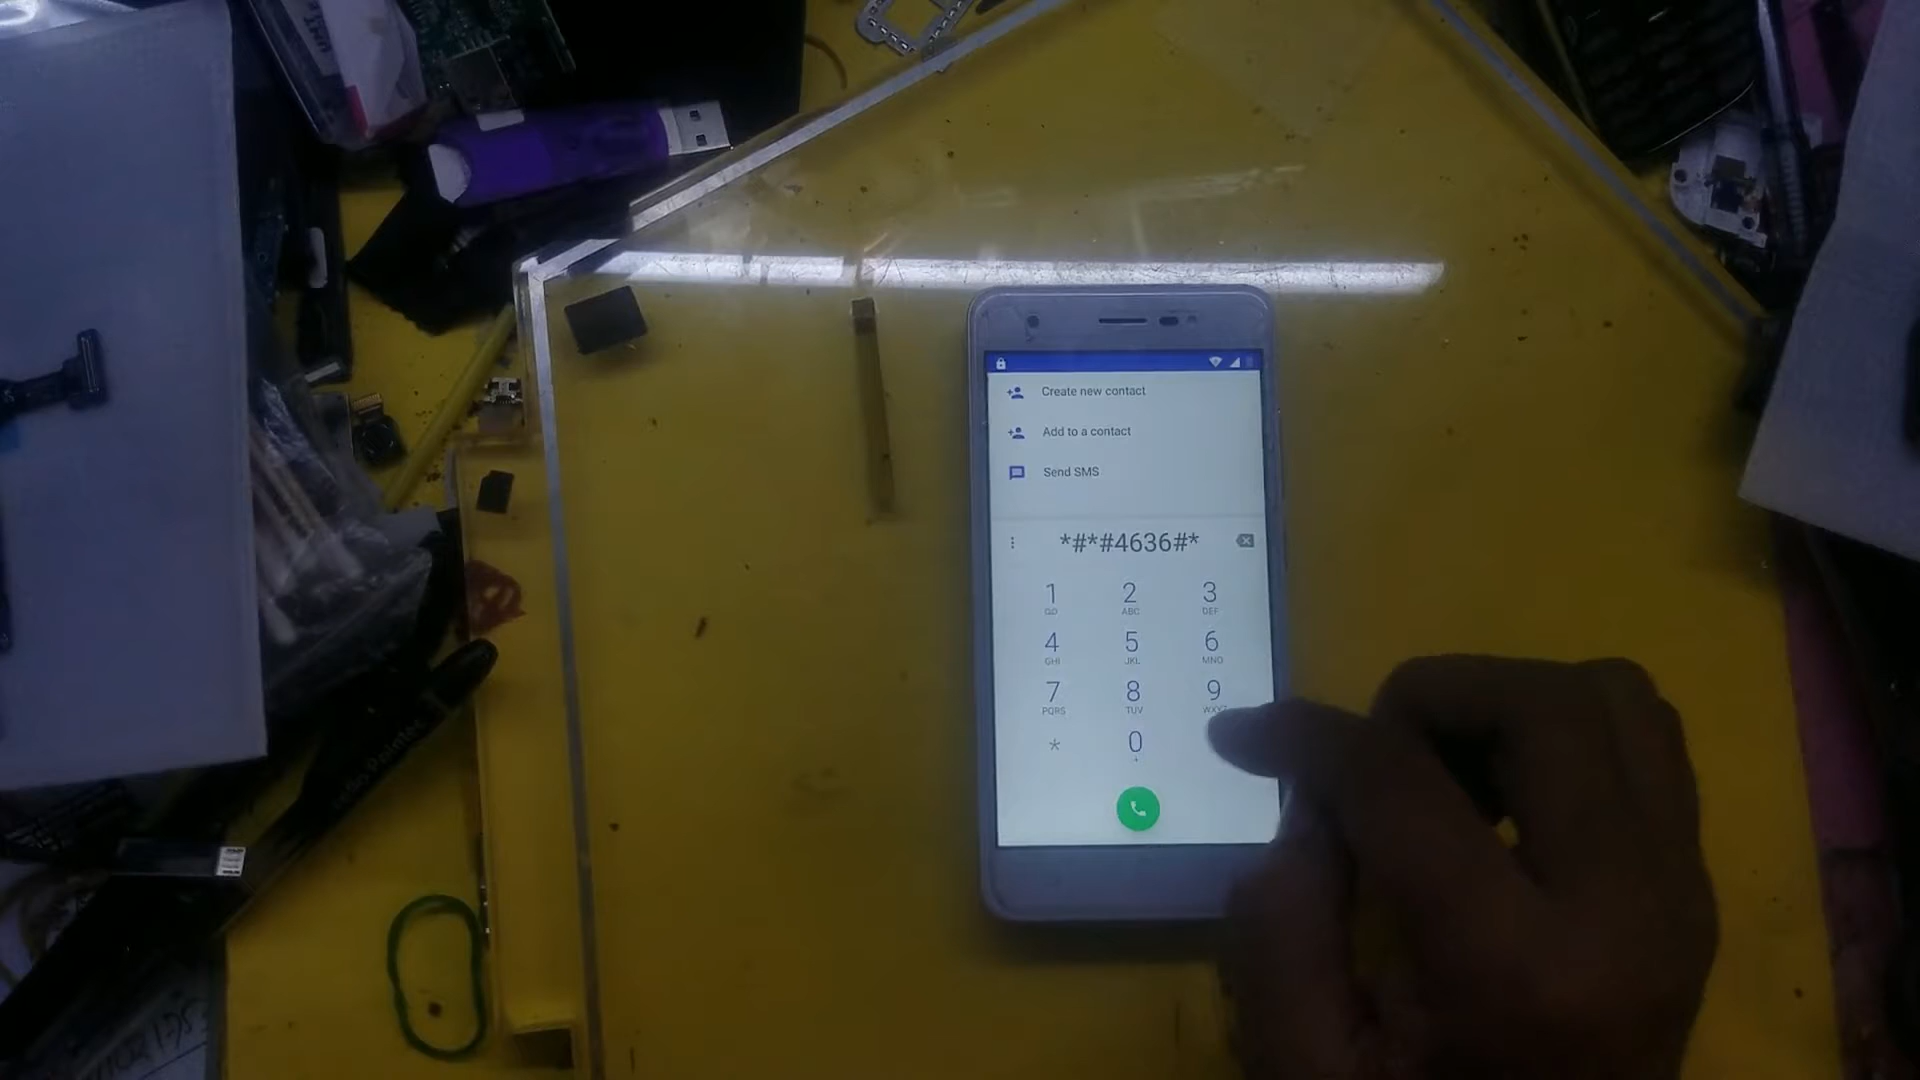 Create new contact
Add to a contact
Send SMS
*#*#4636#*
1 2 3
ABC DEF
4 5 6
GHI JKL MNO
7 8 9
PQRS TUV WXYZ
* 0
+